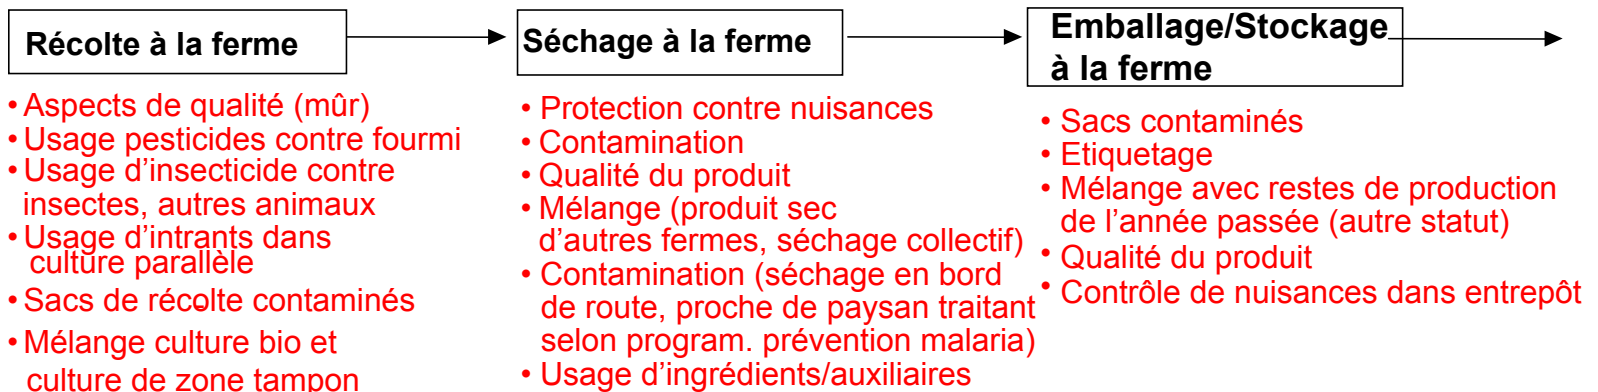 Récolte à la ferme
• Aspects de qualité (mûr)
• Usage pesticides contre fourmi
• Usage d’insecticide contre
insectes, autres animaux
• Usage d’intrants dans
culture parallèle
• Sacs de récolte contaminés
• Mélange culture bio et
culture de zone tampon
Séchage à la ferme
• Protection contre nuisances
• Contamination
• Qualité du produit
• Mélange (produit sec
d’autres fermes, séchage collectif)
• Contamination (séchage en bord
de route, proche de paysan traitant
selon program. prévention malaria)
• Usage d’ingrédients/auxiliaires
Emballage/Stockage
à la ferme
• Sacs contaminés
• Etiquetage
• Mélange avec restes de production
de l’année passée (autre statut)
• Qualité du produit
• Contrôle de nuisances dans entrepôt